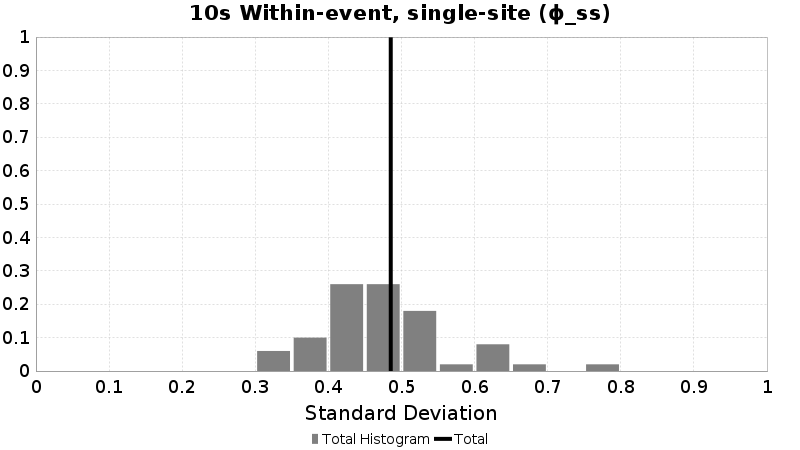 10s Within-event, single-site (ϕ_ss)
1
0.9
0.8
0.7
0.6
0.5
0.4
0.3
0.2
0.1
0
0 0.1 0.2 0.3 0.4 0.5 0.6 0.7 0.8 0.9 1
Standard Deviation
Total Histogram Total